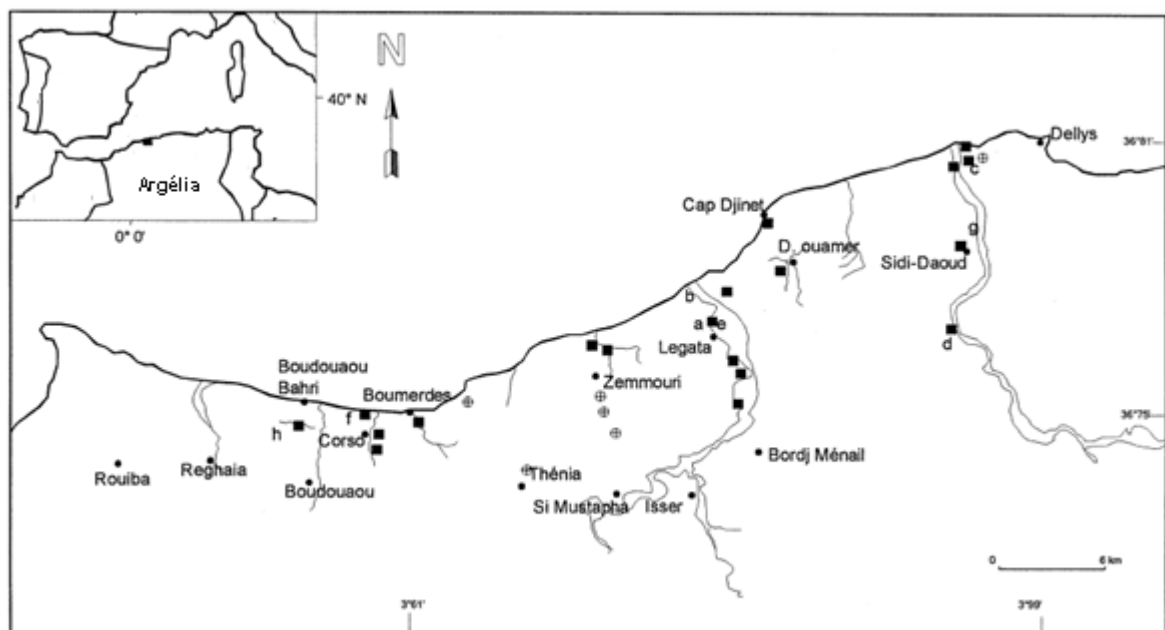 N
40° N
Argélia
0° 0'
Dellys
36°81'
c
Cap Djinet
D_ouamer
g
Sidi-Daoud
b
a e
Legata
d
Boudouaou
Bahri
Boumerdes
Zemmouri
f
h
Corso
36°75'
Rouiba
Reghaia
Boudouaou
Thénia
Bordj Ménail
Si Mustapha
Isser
0 6 km
3°61'
3°99'